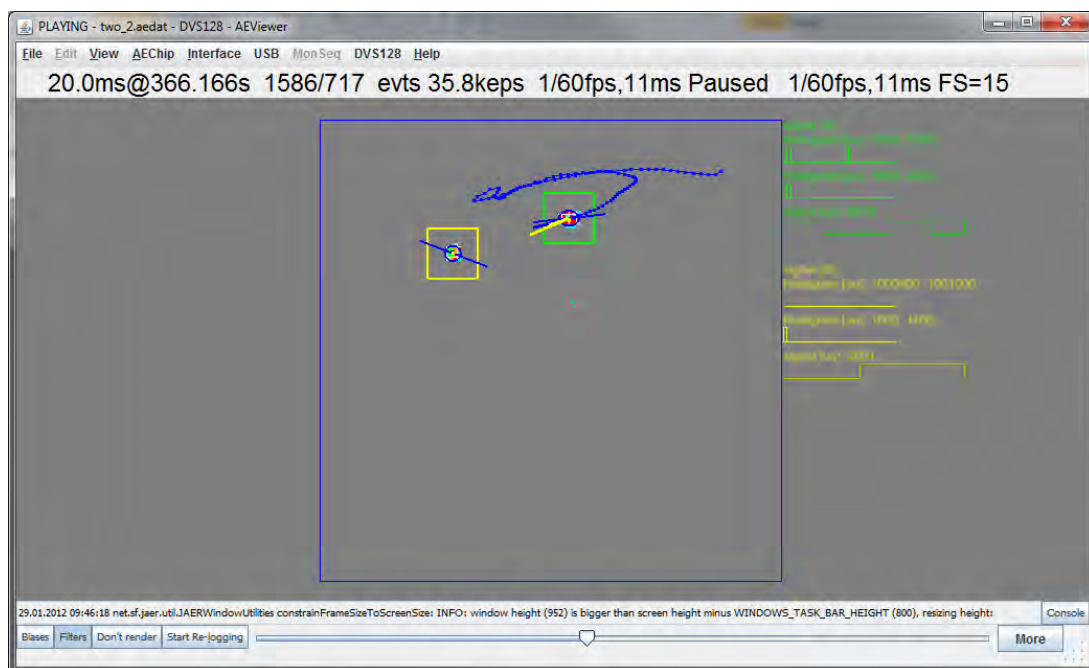 PLAYING - two_2.aedat - DVS128 - AEViewer
File Edit View AEChip Interface USB MonSeq DVS128 Help
20.0ms@366.166s 1586/717 evts 35.8keps 1/60fps,11ms Paused 1/60fps,11ms FS=15
29.01.2012 09:46:18 net.sf.jaer.util.JAERWindowUtilities constrainFrameSizeToScreenSize: INFO: window height (952) is bigger than screen height minus WINDOWS_TASK_BAR_HEIGHT (800), resizing height:
Console
Biases Filters Don't render Start Re-logging More